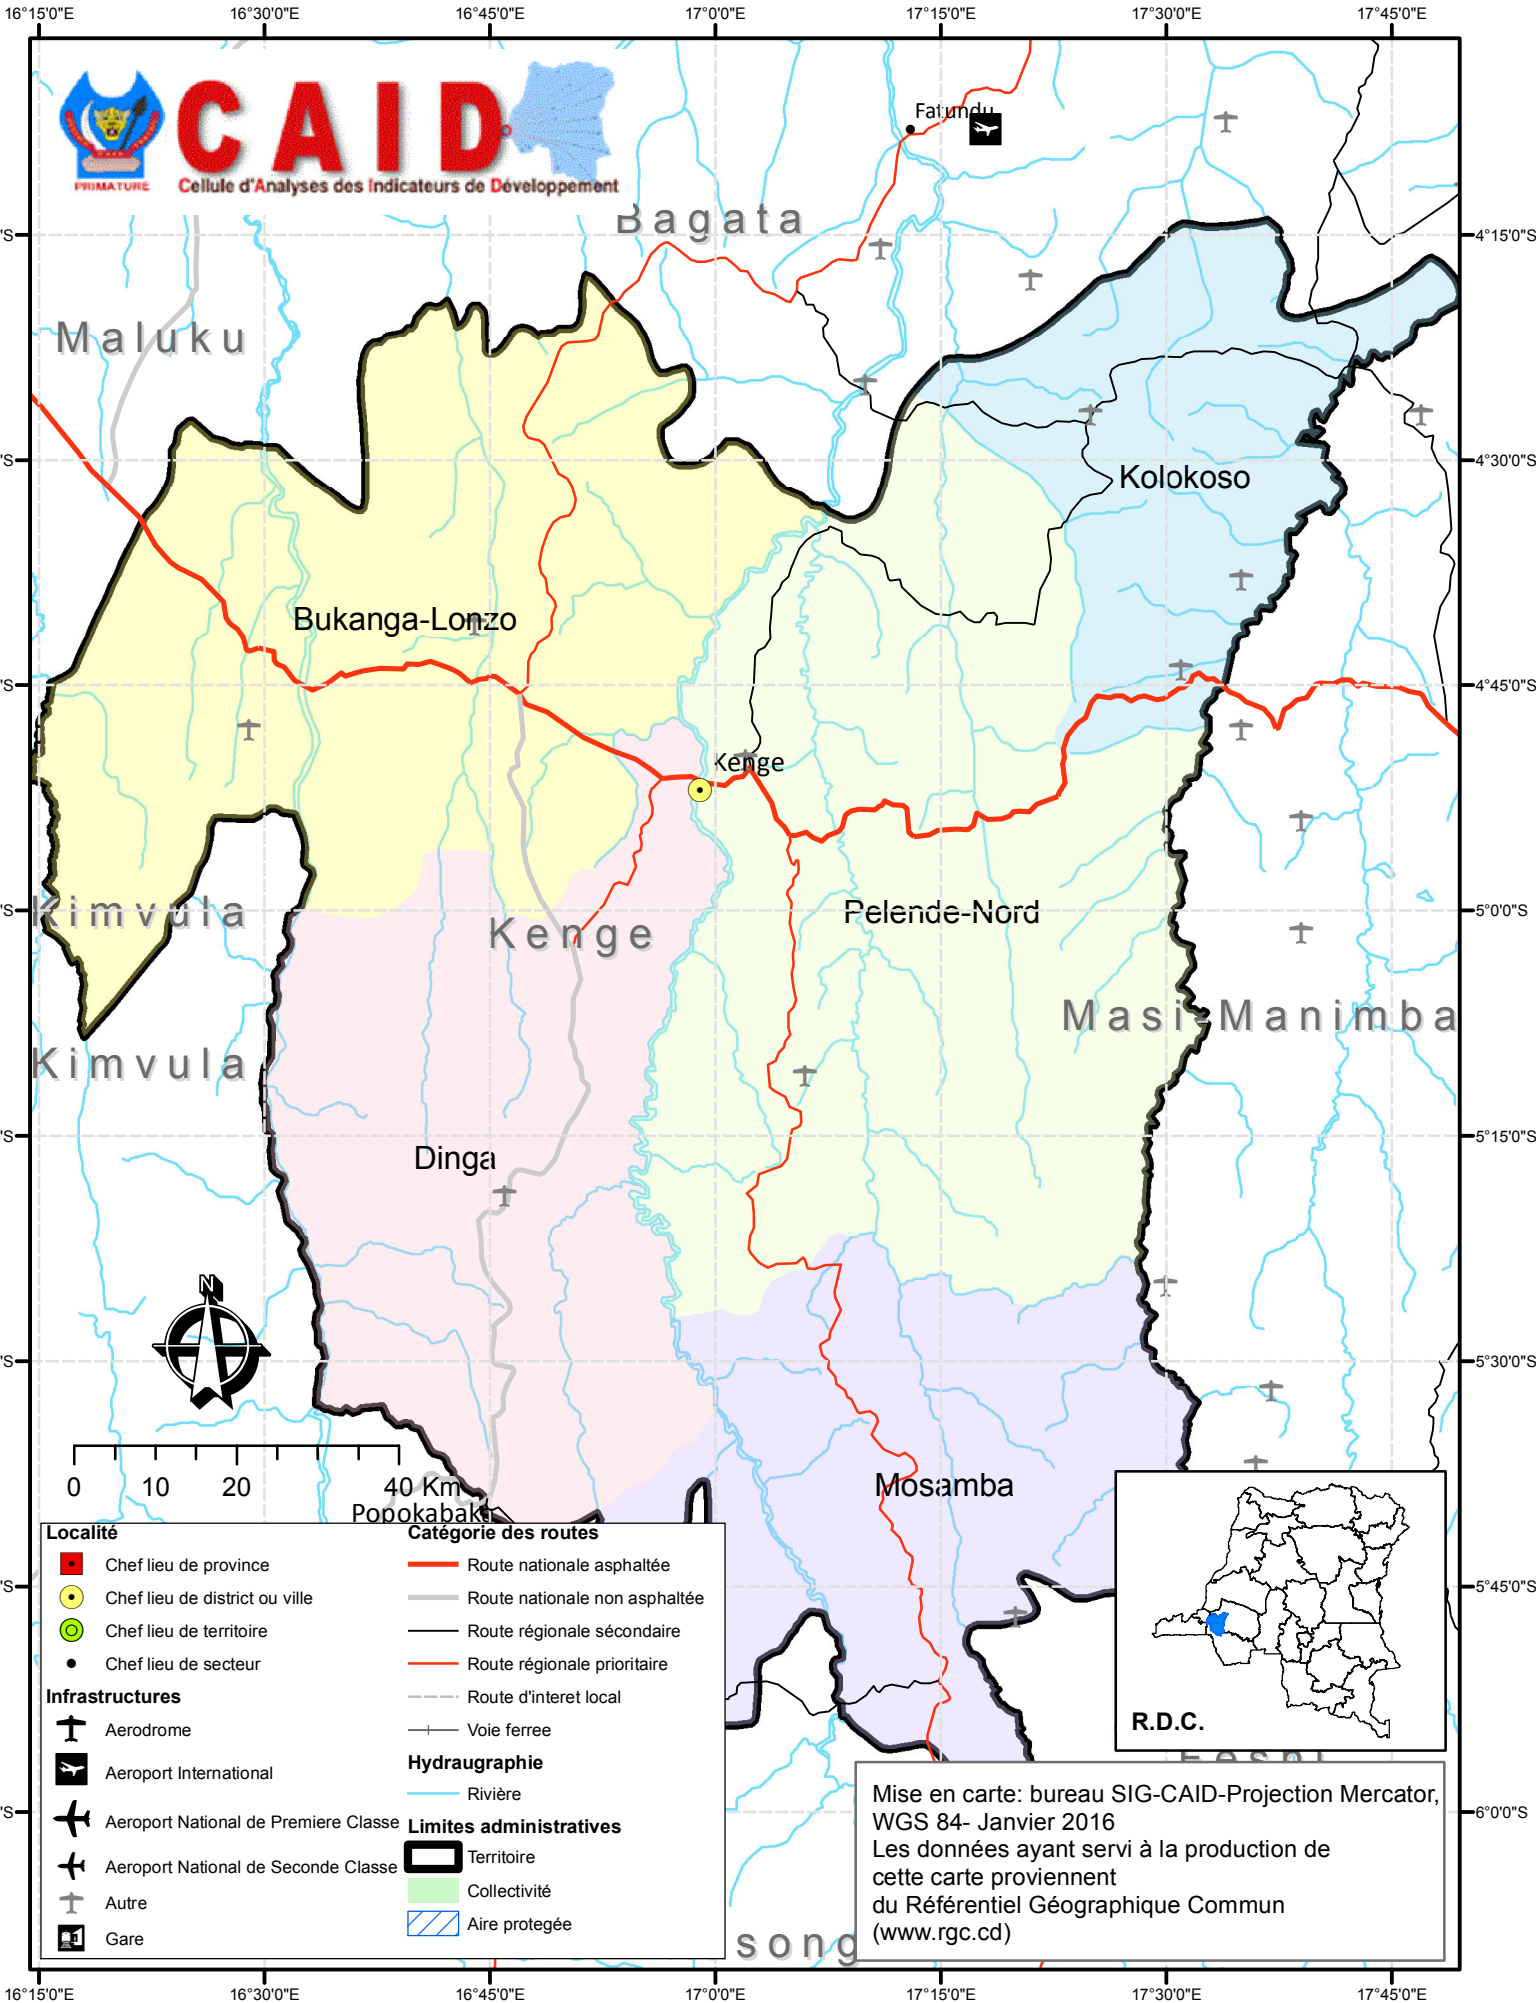 16°15'0"E 16°30'0"E 16°45'0"E 17°0'0"E 17°15'0"E 17°30'0"E 17°45'0"E
CAID
PRIMATURE
Cellule d'Analyses des Indicateurs de Développement
Fatundu
Bagata
4°15'0"S
Maluku
4°30'0"S
Kolokoso
Bukanga-Lonzo
4°45'0"S
Kenge
Kimvula
Pelende-Nord
5°0'0"S
Kenge
Masi-Manimba
Kimvula
5°15'0"S
Dinga
N
5°30'0"S
0 10 20 40 Km
Mosamba
Popokabaka
Localité
Chef lieu de province
Chef lieu de district ou ville
Chef lieu de territoire
Chef lieu de secteur
Infrastructures
Aerodrome
Aeroport International
Aeroport National de Premiere Classe
Aeroport National de Seconde Classe
Autre
Gare
Catégorie des routes
Route nationale asphaltée
Route nationale non asphaltée
Route régionale sécondaire
Route régionale prioritaire
Route d'interet local
Voie ferree
Hydraugraphie
Rivière
Limites administratives
Territoire
Collectivité
Aire protegée
5°45'0"S
R.D.C.
6°0'0"S
Mise en carte: bureau SIG-CAID-Projection Mercator,
WGS 84- Janvier 2016
Les données ayant servi à la production de
cette carte proviennent
du Référentiel Géographique Commun
(www.rgc.cd)
song
16°15'0"E 16°30'0"E 16°45'0"E 17°0'0"E 17°15'0"E 17°30'0"E 17°45'0"E